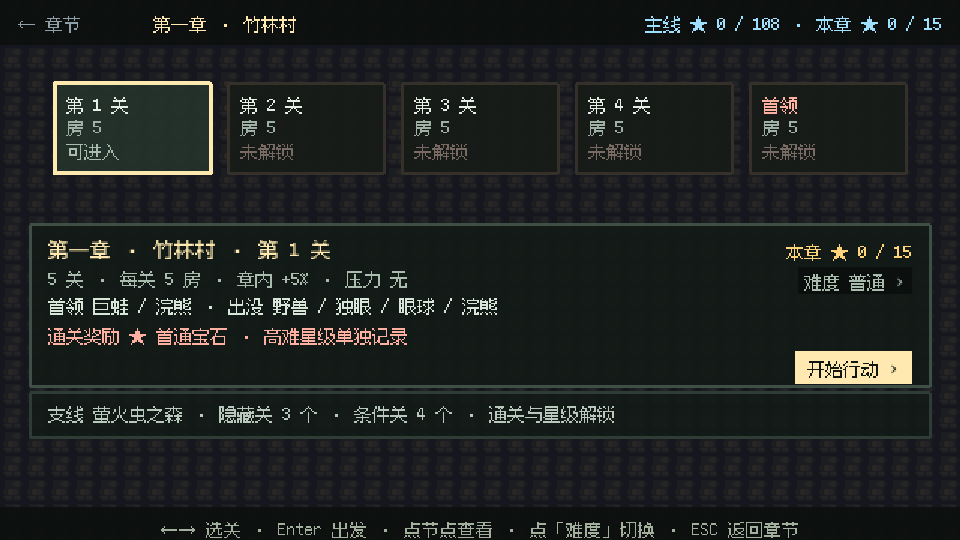 ← 章节 第一章 · 竹林村 主线 ★ 0 / 108 · 本章 ★ 0 / 15
第 1 关
房 5
可进入
第 2 关
房 5
未解锁
第 3 关
房 5
未解锁
第 4 关
房 5
未解锁
首领
房 5
未解锁
第一章 · 竹林村 · 第 1 关
本章 ★ 0 / 15
5 关 · 每关 5 房 · 章内 +5% · 压力 无
难度 普通 ›
首领 巨蛙 / 浣熊 · 出没 野兽 / 独眼 / 眼球 / 浣熊
通关奖励 ★ 首通宝石 · 高难星级单独记录
开始行动 ›
支线 萤火虫之森 · 隐藏关 3 个 · 条件关 4 个 · 通关与星级解锁
←→ 选关 · Enter 出发 · 点节点查看 · 点「难度」切换 · ESC 返回章节